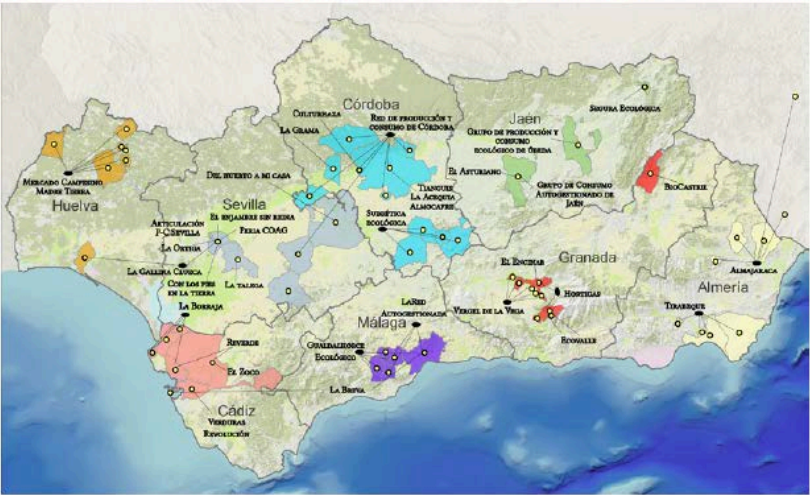 Córdoba
Culturhaza
Red de producción y
consumo de Córdoba
La Grama
Jaén
Segura Ecológica
Grupo de producción y
consumo
ecológico de Úbeda
El Asturiano
Grupo de Consumo
Autogestionado de
Jaén
BioCastril
Mercado Campesino
Madre Tierra
Huelva
Del huerto a mi casa
Sevilla
El enjambre sin reina
Feria COAG
Articulación
P-C Sevilla
La Ortiga
La Gallina Clueca
Con los pies
en la tierra
La Borraja
La talega
Tianguis
La Acequia
Almocafre
Subbética
ecológica
Granada
El Encinar
Hortigas
Vergel de la Vega
Ecovalle
Almajaraca
Almería
Tirabeque
LaRed
Autogestionada
Málaga
Guadalhorce
Ecológico
La Breva
Reverde
El Zoco
Cádiz
Verduras
Revolución